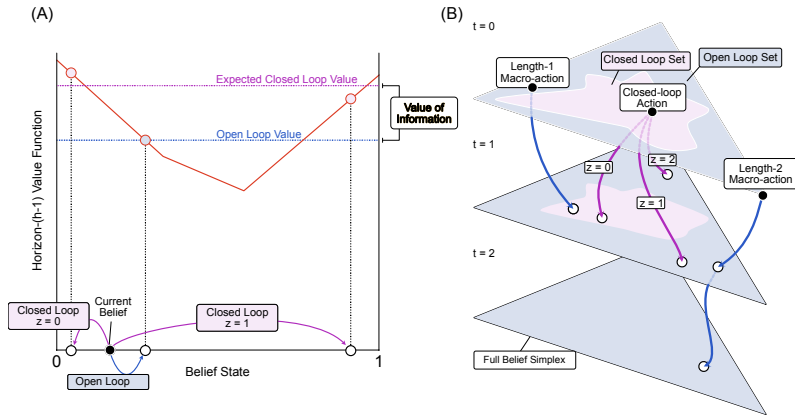 (A)
Horizon-(h-1) Value Function
Expected Closed Loop Value
Open Loop Value
Value of
Information
Closed Loop
z = 0
Current
Belief
Closed Loop
z = 1
0
1
Open Loop
Belief State
(B)
t = 0
Length-1
Macro-action
Closed Loop Set
Open Loop Set
Closed-loop
Action
t = 1
z = 0
z = 2
z = 1
Length-2
Macro-action
t = 2
Full Belief Simplex